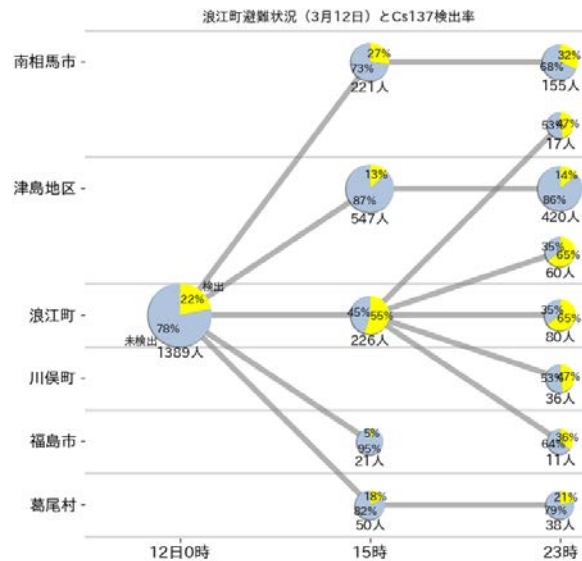 浪江町避難状況（3月12日）とCs137検出率
南相馬市
27%
73%
221人
32%
68%
155人
53%
47%
17人
津島地区
13%
87%
547人
14%
86%
420人
35%
65%
60人
浪江町
検出
22%
78%
未検出
1389人
45%
55%
226人
35%
65%
80人
川俣町
53%
47%
36人
福島市
5%
95%
21人
36%
64%
11人
葛尾村
18%
82%
50人
21%
79%
38人
12日0時
15時
23時